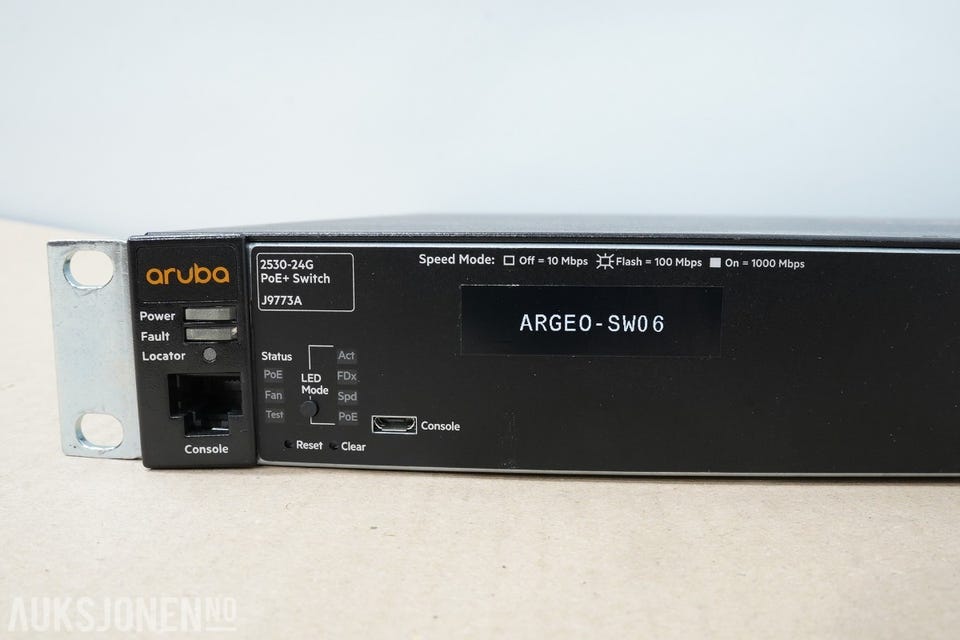 aruba
Power
Fault
Locator
Console
2530-24G
PoE+ Switch
J9773A
Speed Mode: Off = 10 Mbps Flash = 100 Mbps On = 1000 Mbps
ARGEO-SW06
Status
PoE
Fan
Test
LED
Mode
Act
FDx
Spd
PoE
Reset Clear
Console
AUKSJONEN NO